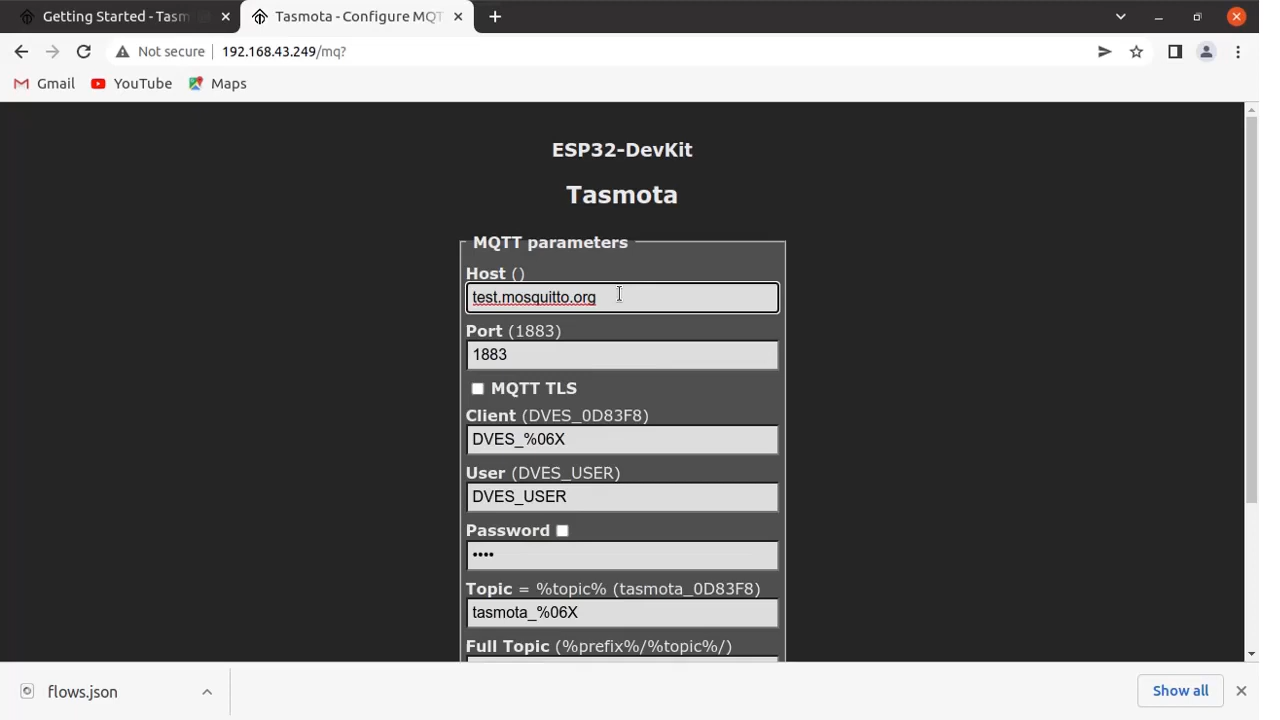 Getting Started - Tasm
Tasmota - Configure MQT
Not secure
192.168.43.249/mq?
Gmail
YouTube
Maps
ESP32-DevKit
Tasmota
MQTT parameters
Host ()
test.mosquitto.org
Port (1883)
1883
MQTT TLS
Client (DVES_0D83F8)
DVES_%06X
User (DVES_USER)
DVES_USER
Password
••••
Topic = %topic% (tasmota_0D83F8)
tasmota_%06X
Full Topic (%prefix%/%topic%/)
flows.json
Show all